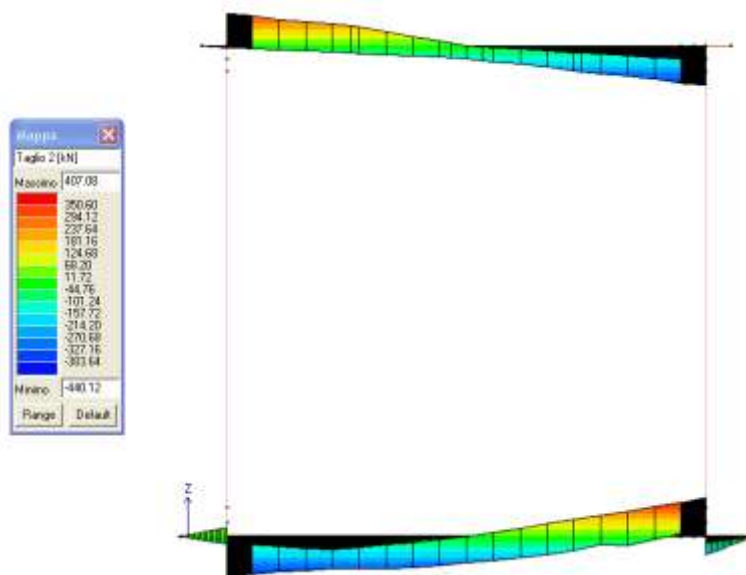 Mappa
Taglio 2 [kN]
Massimo 407.08
350.60
294.12
237.64
181.16
124.68
68.20
11.72
-44.76
-101.24
-157.72
-214.20
-270.68
-327.16
-383.64
Minimo -440.12
Range Default
Z